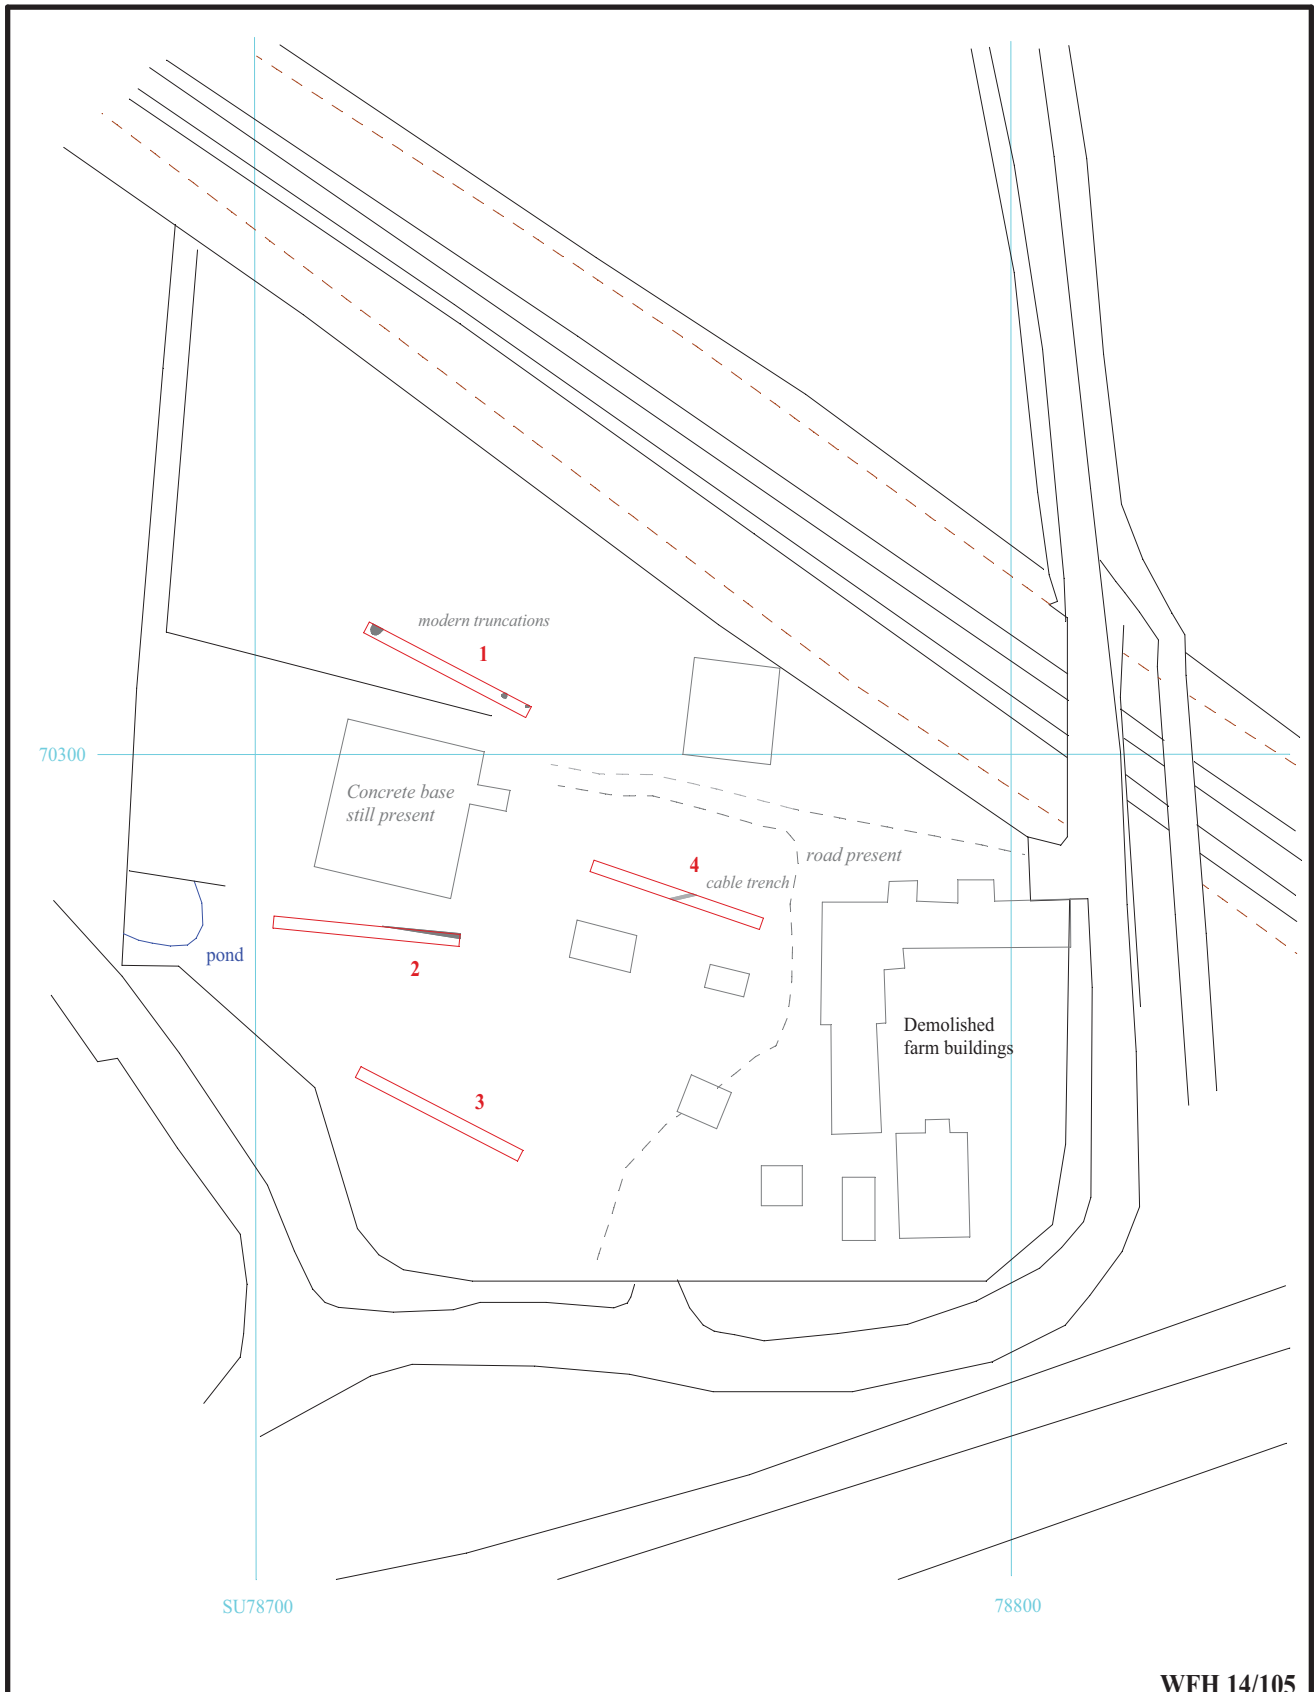 modern truncations
1
70300
Concrete base
still present
4
road present
cable trench
pond
2
Demolished
farm buildings
3
SU78700
78800
WFH 14/105